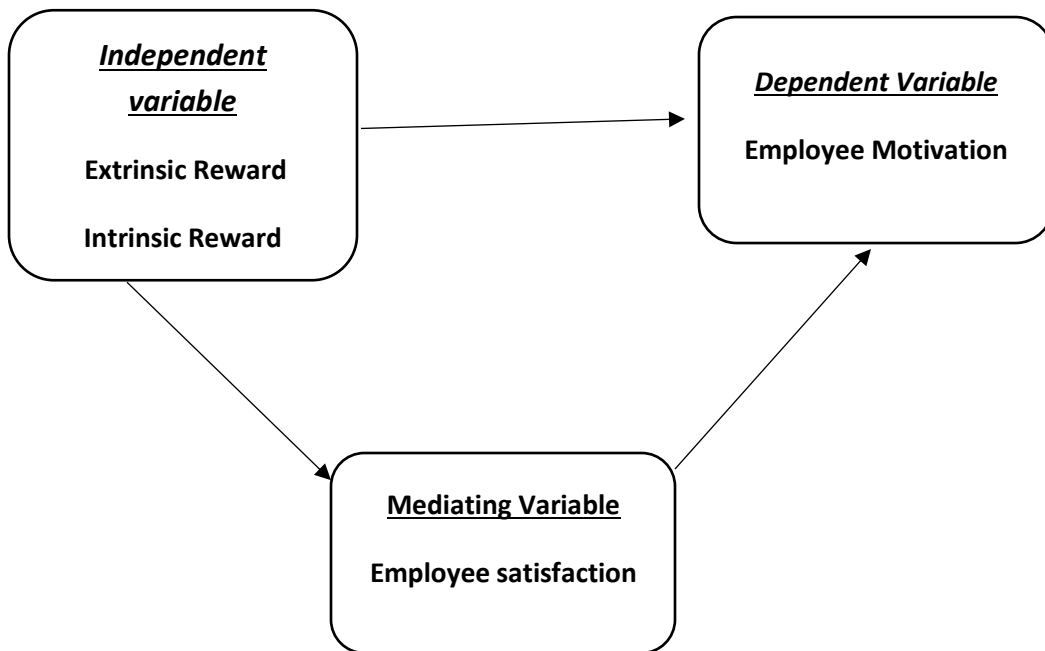 Independent
variable
Extrinsic Reward
Intrinsic Reward
Dependent Variable
Employee Motivation
Mediating Variable
Employee satisfaction